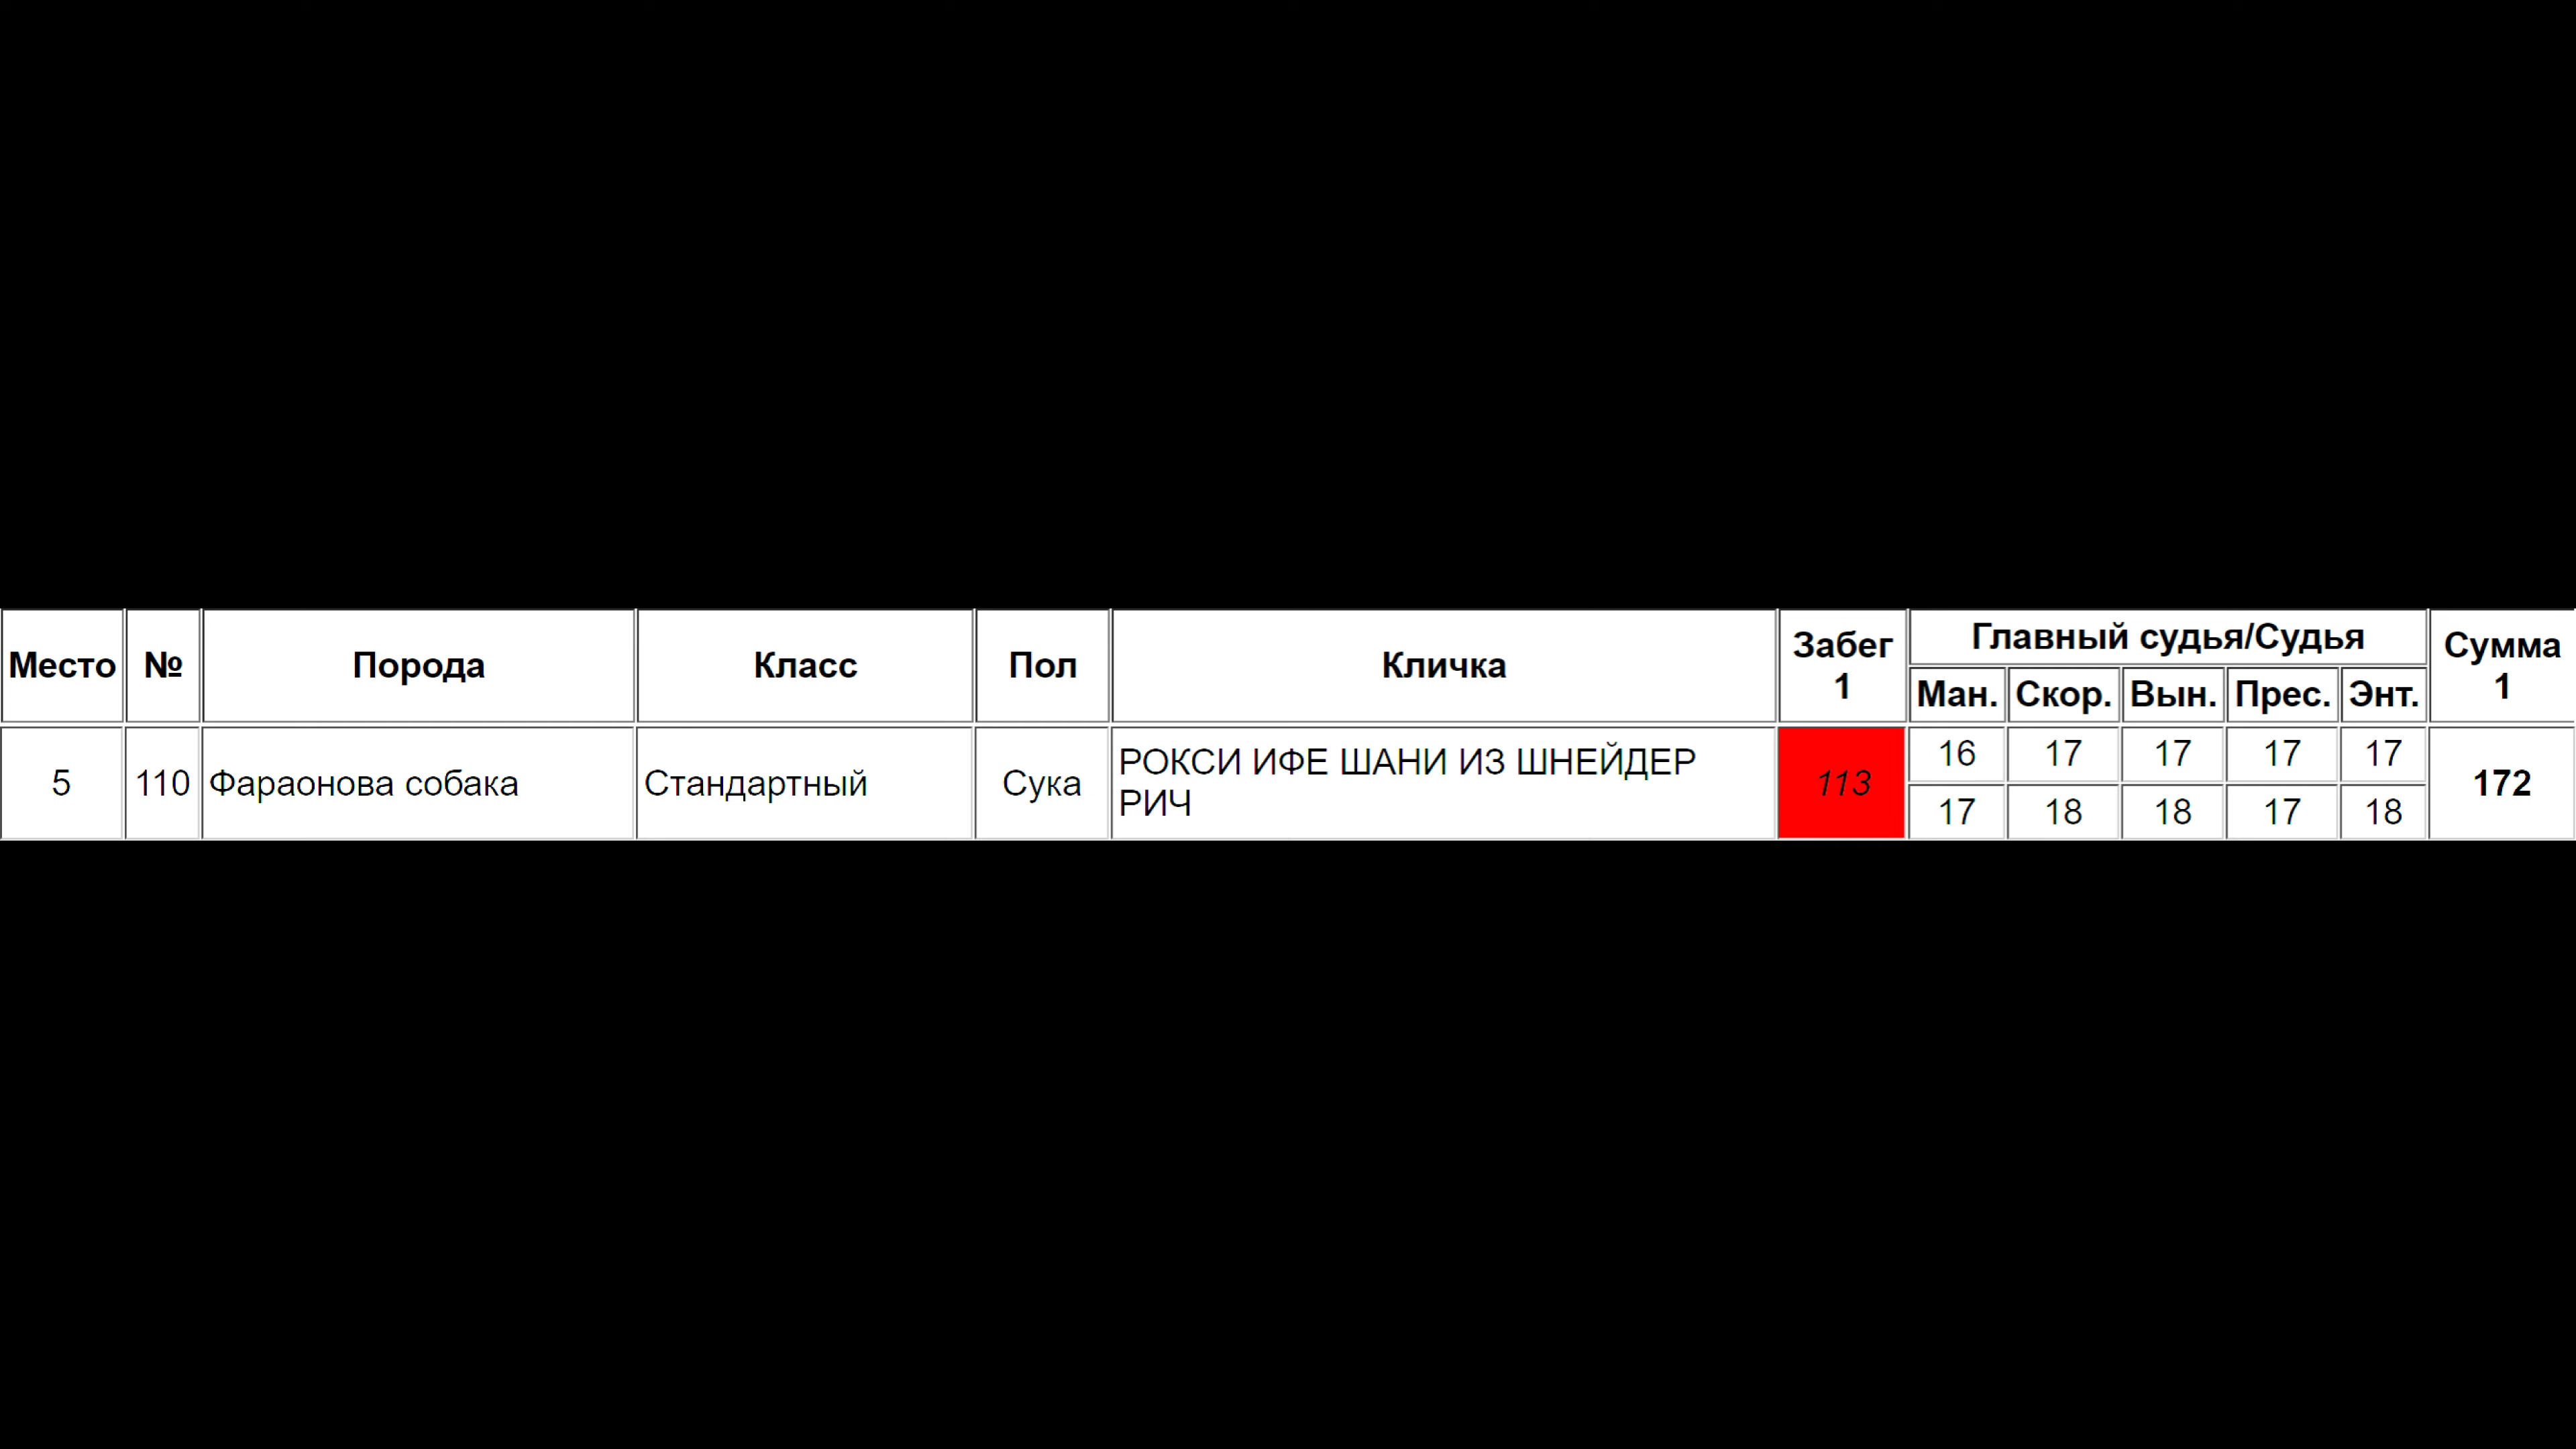 Место № Порода Класс Пол Кличка Забег 1 Главный судья/Судья Сумма 1
Ман. Скор. Вын. Прес. Энт.
5 110 Фараонова собака Стандартный Сука РОКСИ ИФЕ ШАНИ ИЗ ШНЕЙДЕР РИЧ 113 16 17 17 17 17 172
17 18 18 17 18